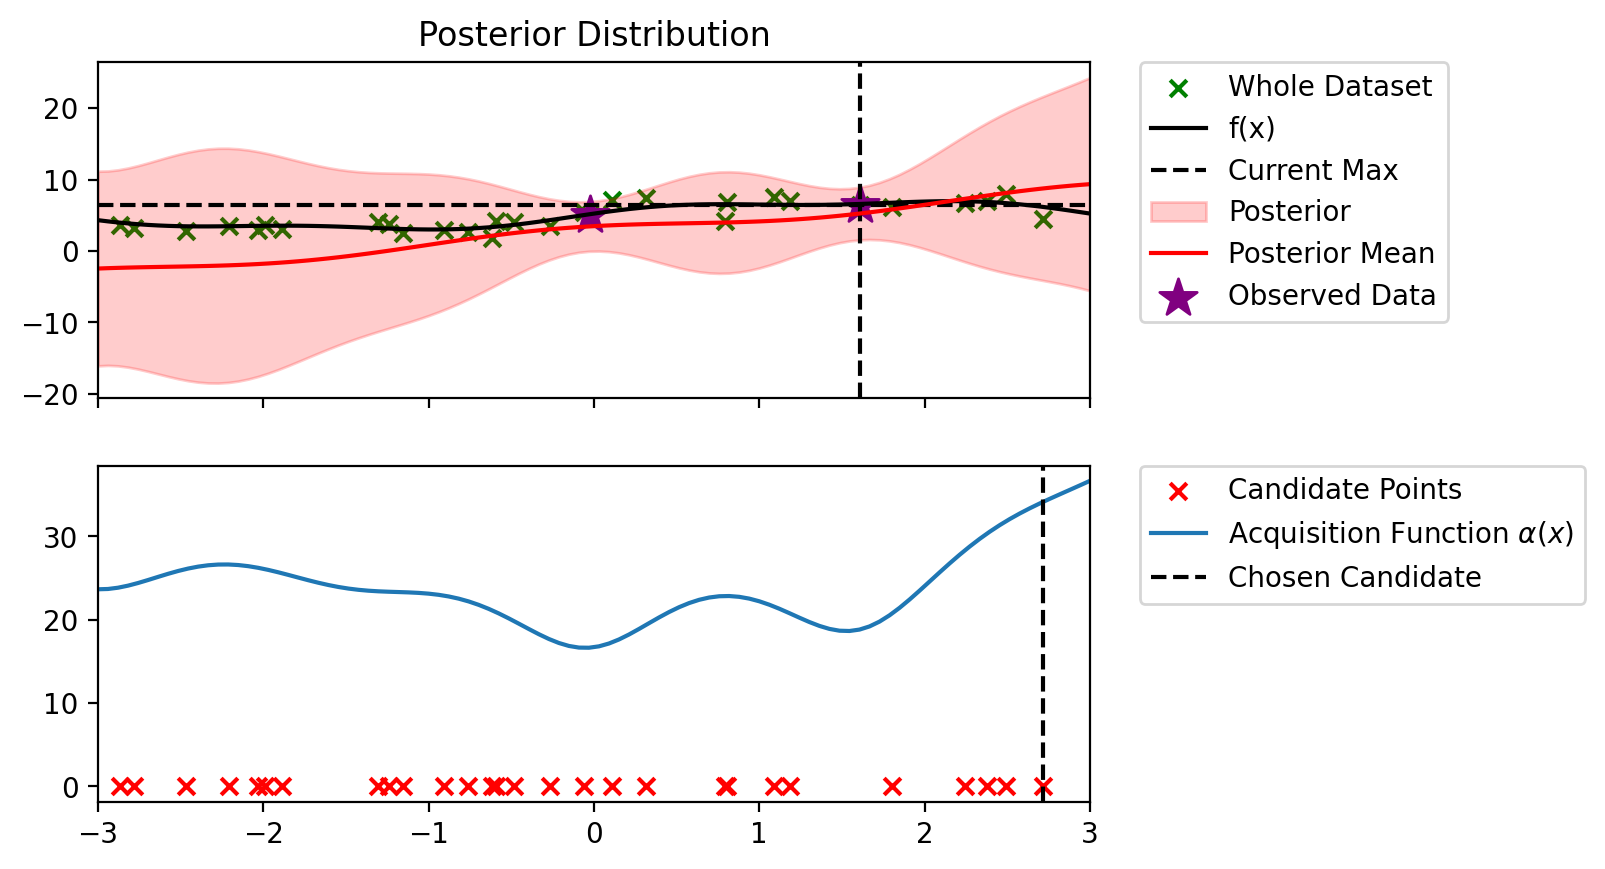 Posterior Distribution
20
10
0
−10
−20
Whole Dataset
f(x)
Current Max
Posterior
Posterior Mean
Observed Data
30
20
10
0
−3 −2 −1 0 1 2 3
Candidate Points
Acquisition Function α(x)
Chosen Candidate